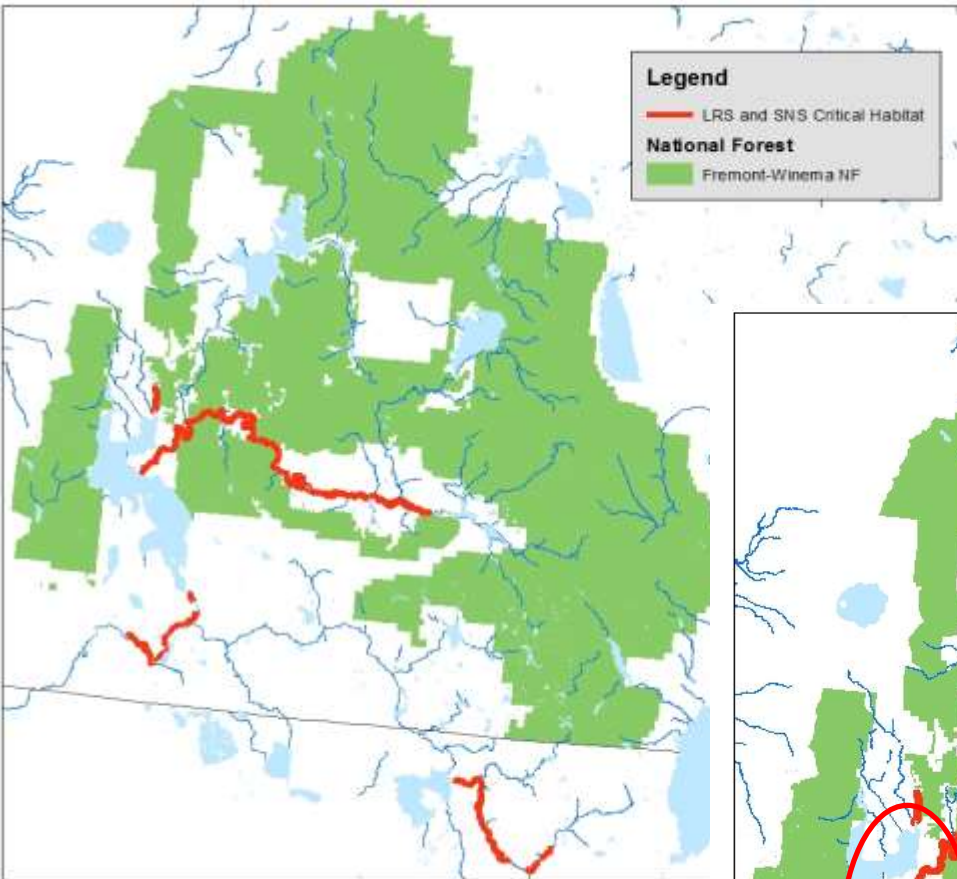 Legend
LRS and SNS Critical Habitat
National Forest
Fremont-Winema NF